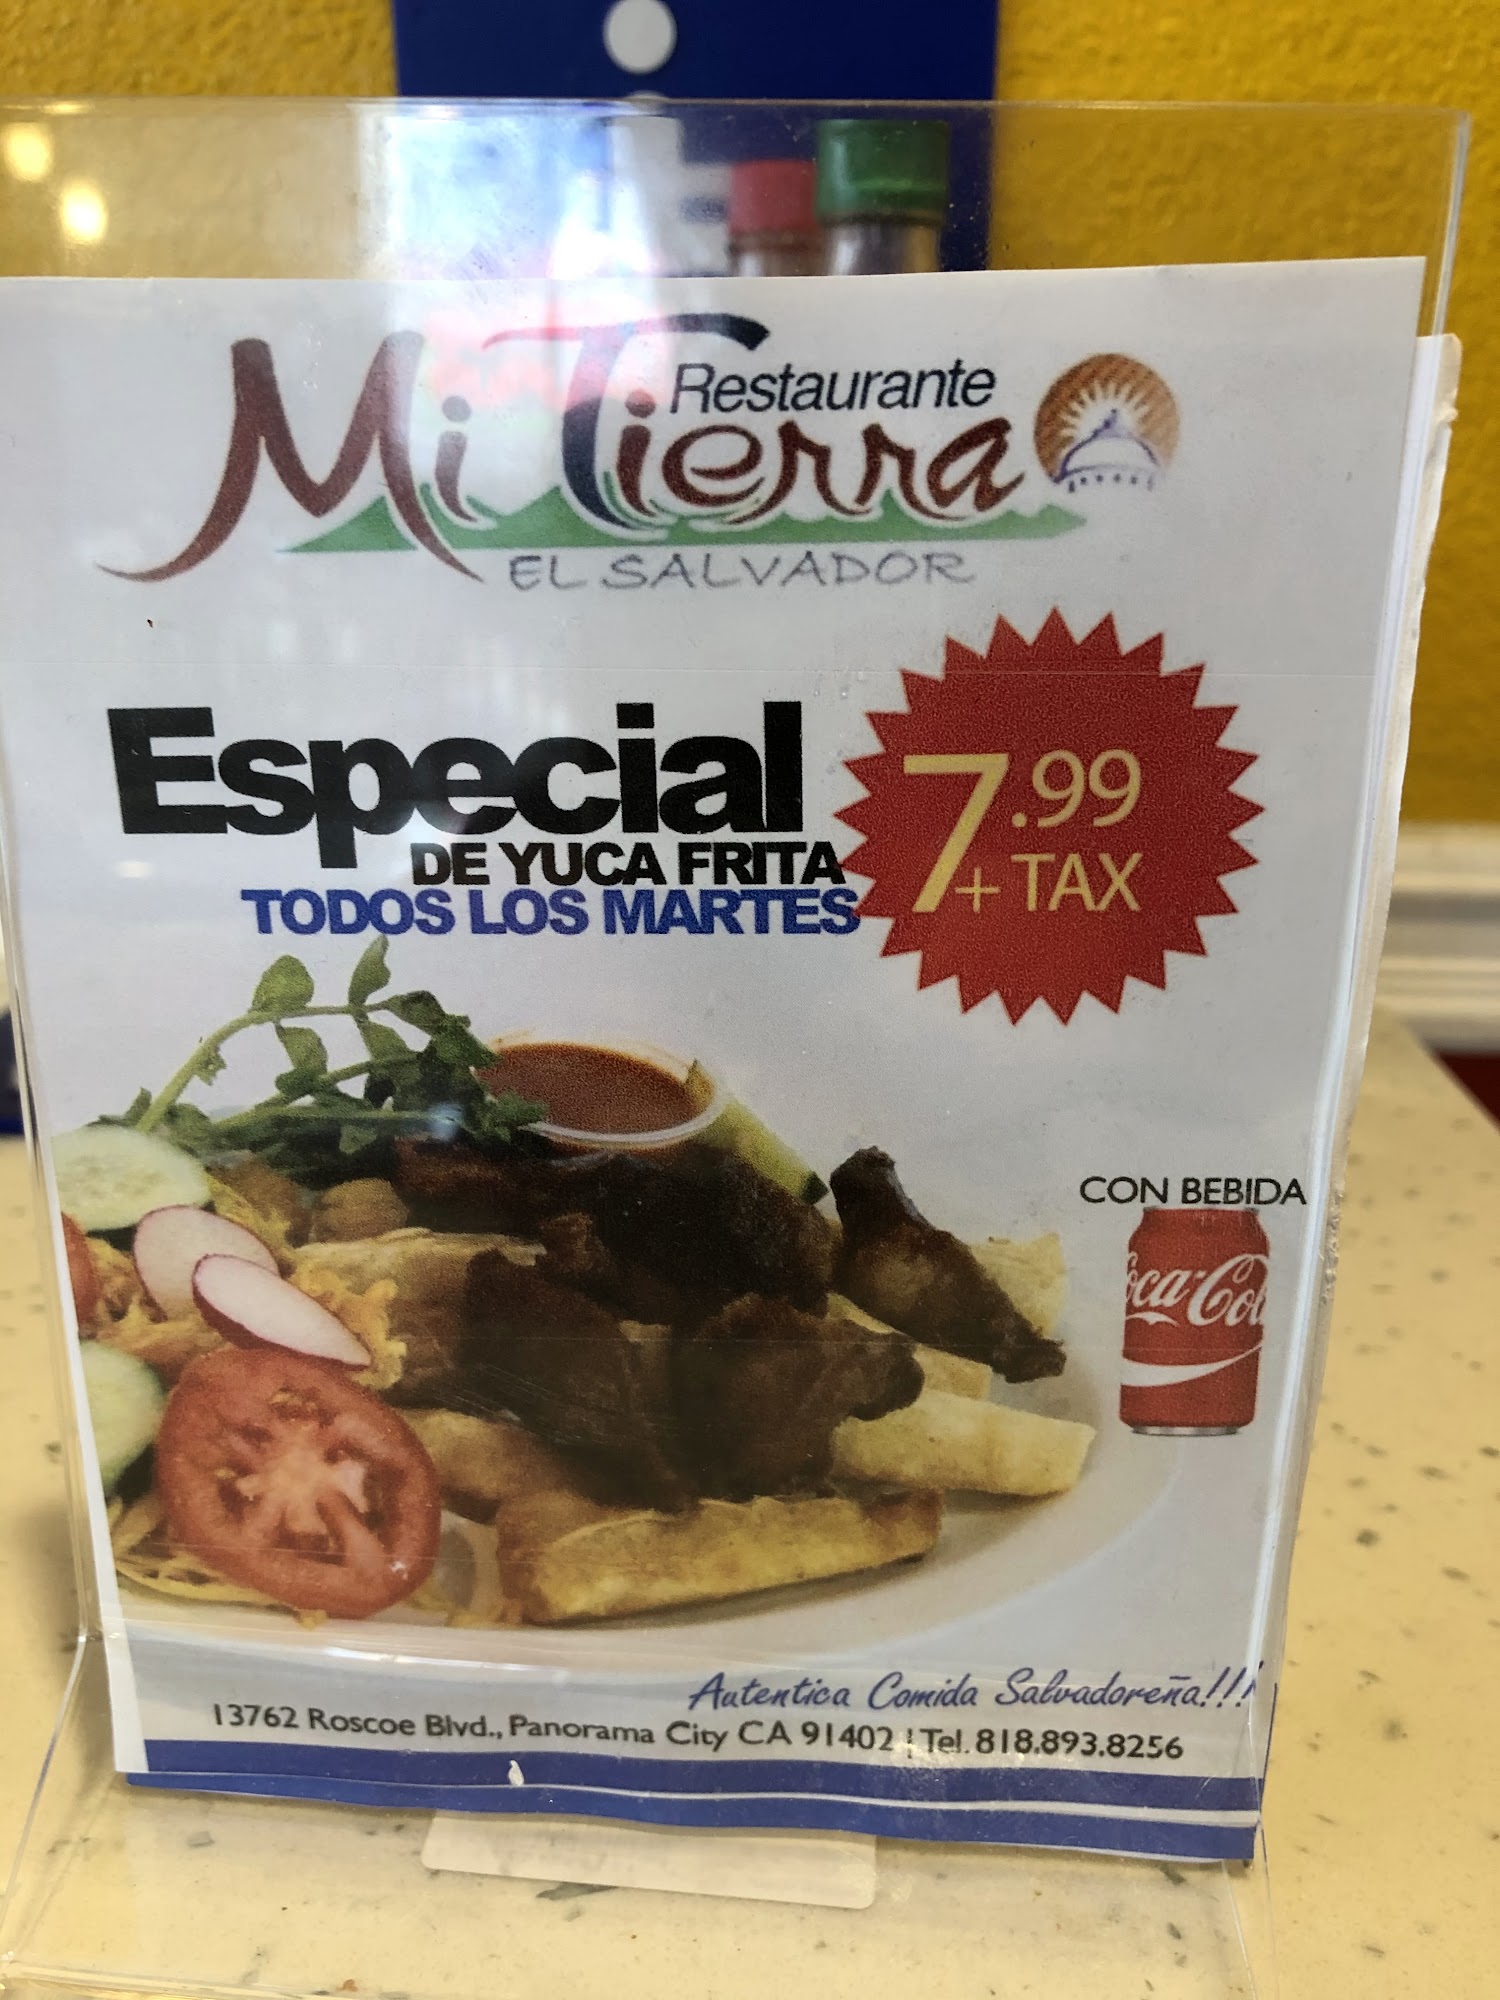 Mi Tierra
Restaurante
EL SALVADOR
Especial
DE YUCA FRITA
TODOS LOS MARTES
7.99
+ TAX
CON BEBIDA
Coca-Cola
Autentica Comida Salvadoreña!!!
13762 Roscoe Blvd., Panorama City CA 91402 | Tel. 818.893.8256